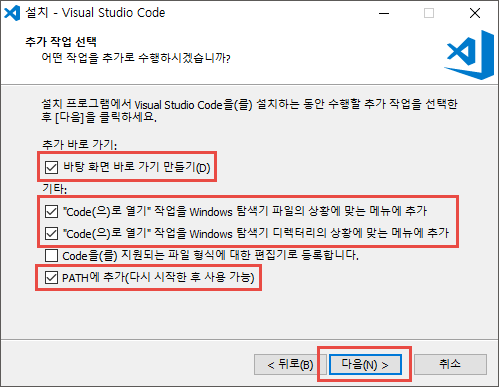 설치 - Visual Studio Code
추가 작업 선택
어떤 작업을 추가로 수행하시겠습니까?
설치 프로그램에서 Visual Studio Code을(를) 설치하는 동안 수행할 추가 작업을 선택한
후 [다음]을 클릭하세요.
추가 바로 가기:
바탕 화면 바로 가기 만들기(D)
기타:
"Code(으)로 열기" 작업을 Windows 탐색기 파일의 상황에 맞는 메뉴에 추가
"Code(으)로 열기" 작업을 Windows 탐색기 디렉터리의 상황에 맞는 메뉴에 추가
Code을(를) 지원되는 파일 형식에 대한 편집기로 등록합니다.
PATH에 추가(다시 시작한 후 사용 가능)
< 뒤로(B) 다음(N) > 취소